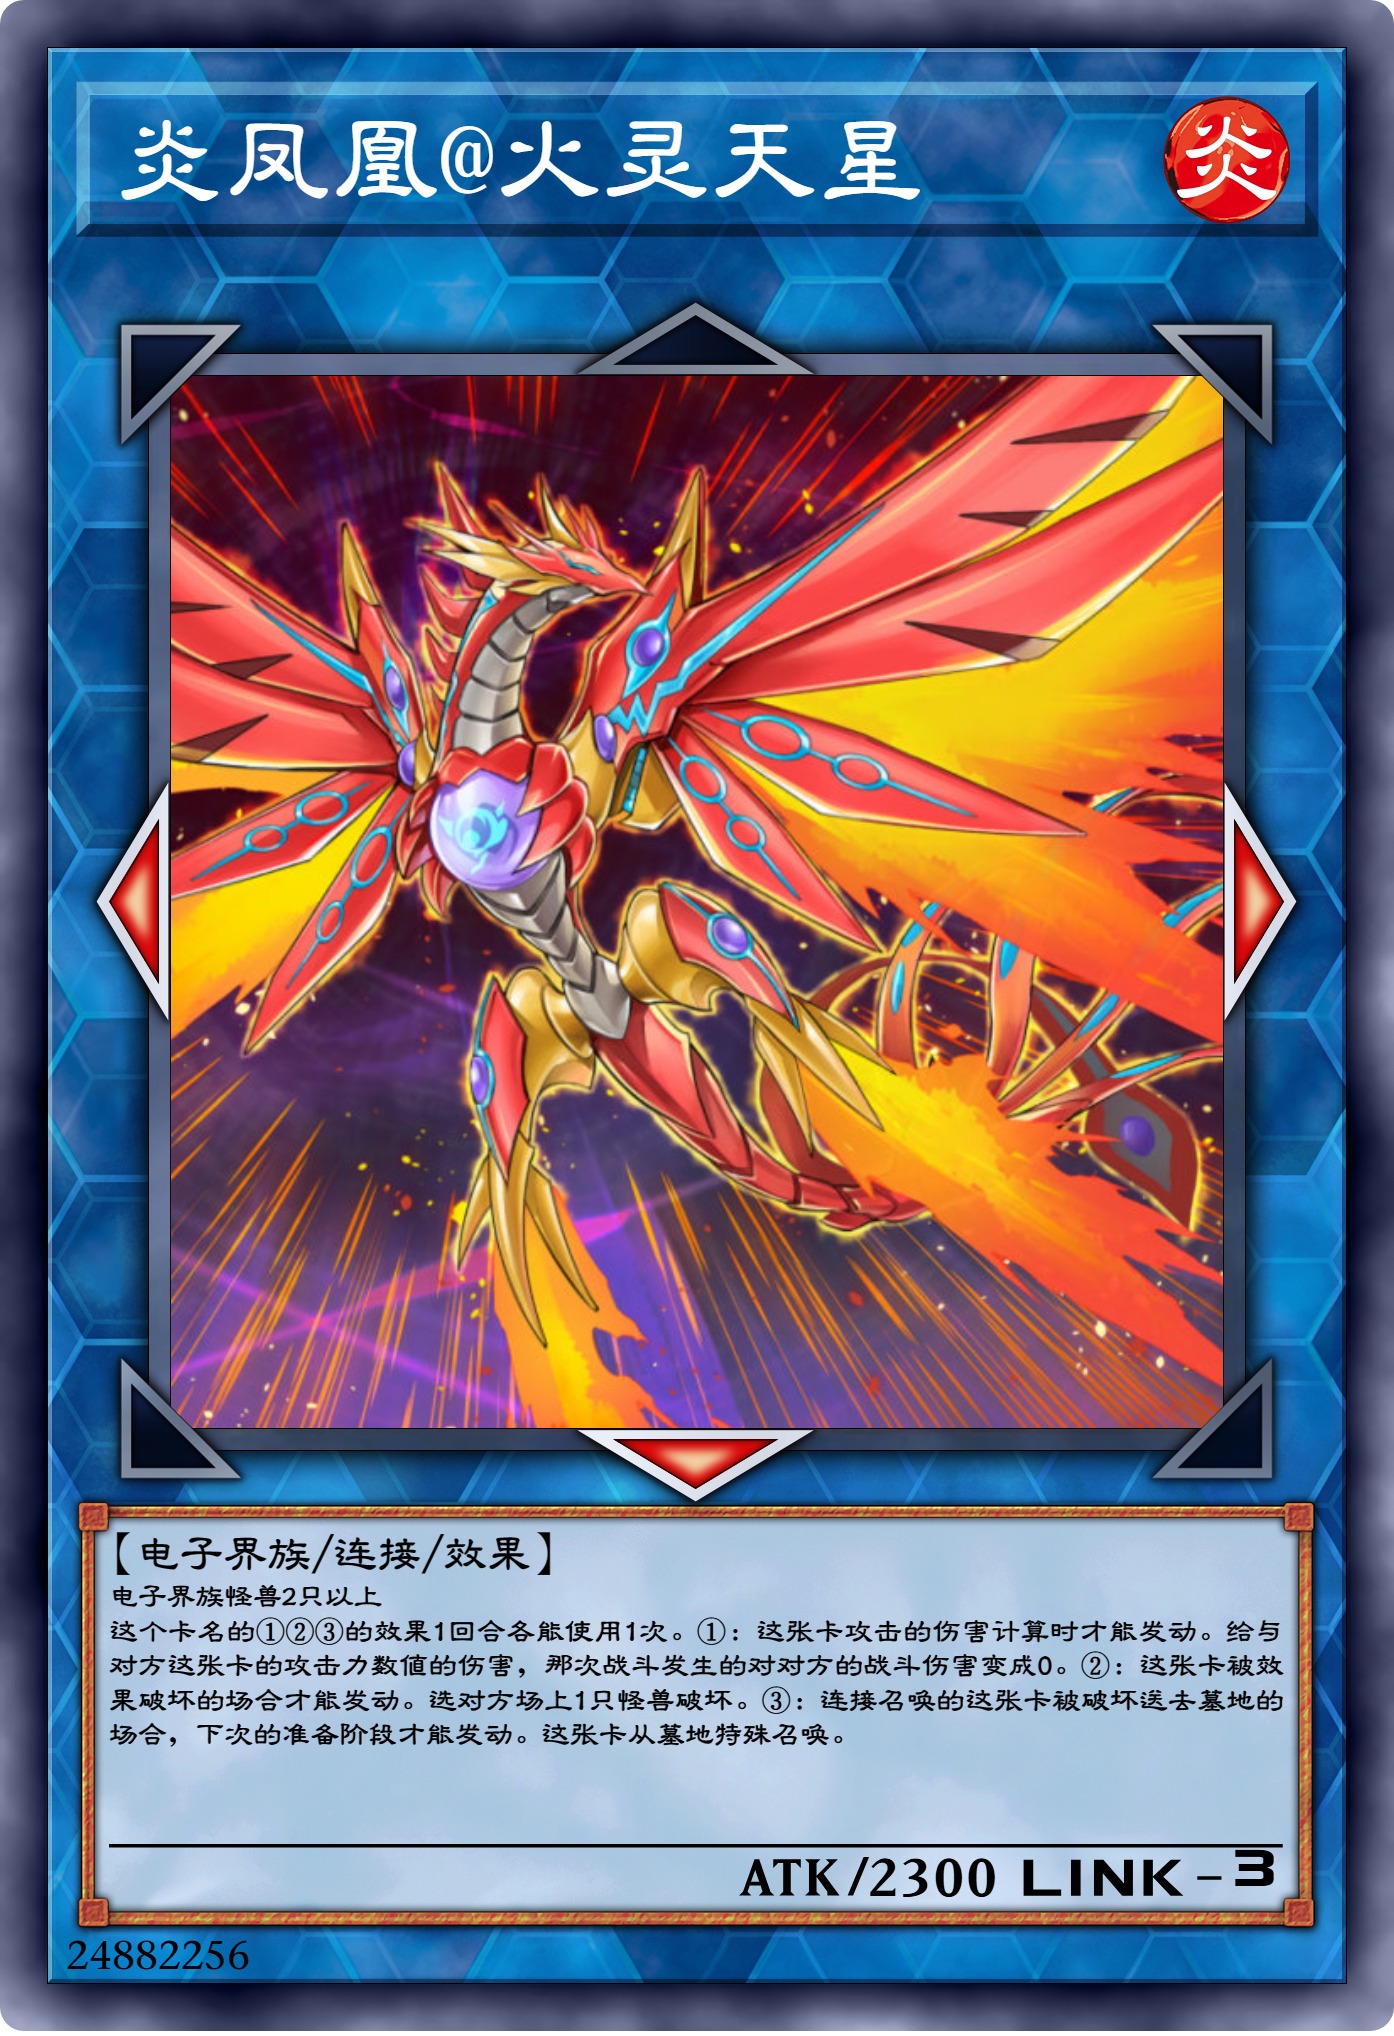 炎凤凰@火灵天星
炎
【电子界族/连接/效果】
电子界族怪兽2只以上
这个卡名的①②③的效果1回合各能使用1次。①：这张卡攻击的伤害计算时才能发动。给与
对方这张卡的攻击力数值的伤害，那次战斗发生的对对方的战斗伤害变成0。②：这张卡被效
果破坏的场合才能发动。选对方场上1只怪兽破坏。③：连接召唤的这张卡被破坏送去墓地的
场合，下次的准备阶段才能发动。这张卡从墓地特殊召唤。
ATK/2300 LINK-3
24882256